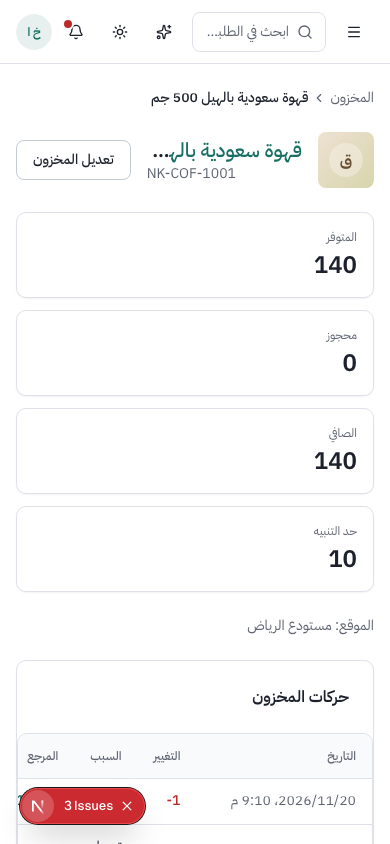 ابحث في الطلبـ...
خ ا
المخزون › قهوة سعودية بالهيل 500 جم
ق
قهوة سعودية بالهـ...
NK-COF-1001
تعديل المخزون
المتوفر
140
محجوز
0
الصافي
140
حد التنبيه
10
الموقع: مستودع الرياض
حركات المخزون
التاريخ التغيير السبب المرجع
2026/11/20، 9:10 م -1
N 3 Issues